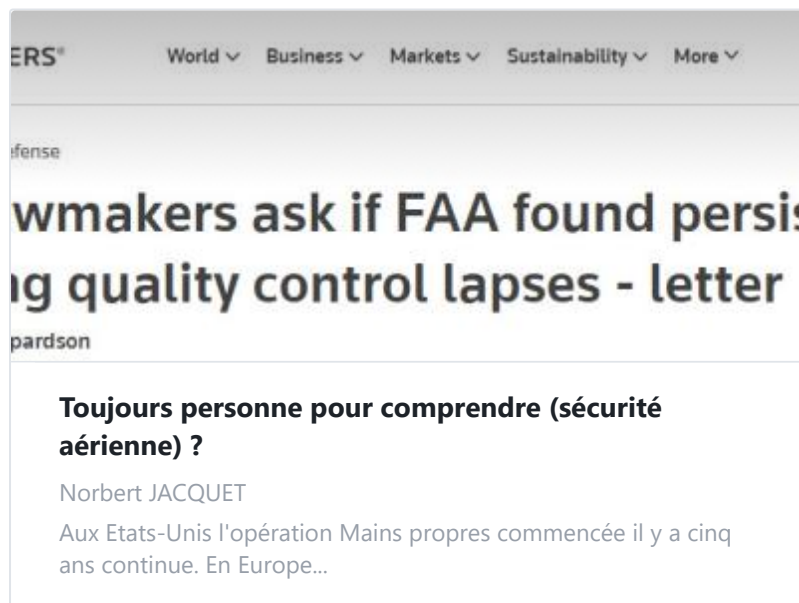 ERS®
World Business Markets Sustainability More
efense
wmakers ask if FAA found persis
ng quality control lapses - letter
pardson
Toujours personne pour comprendre (sécurité
aérienne) ?
Norbert JACQUET
Aux Etats-Unis l'opération Mains propres commencée il y a cinq
ans continue. En Europe...